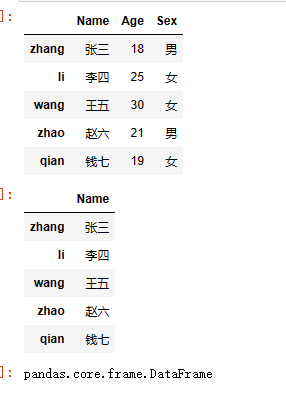 ]:
Name Age Sex
zhang 张三 18 男
li 李四 25 女
wang 王五 30 女
zhao 赵六 21 男
qian 钱七 19 女
]:
Name
zhang 张三
li 李四
wang 王五
zhao 赵六
qian 钱七
]: pandas.core.frame.DataFrame